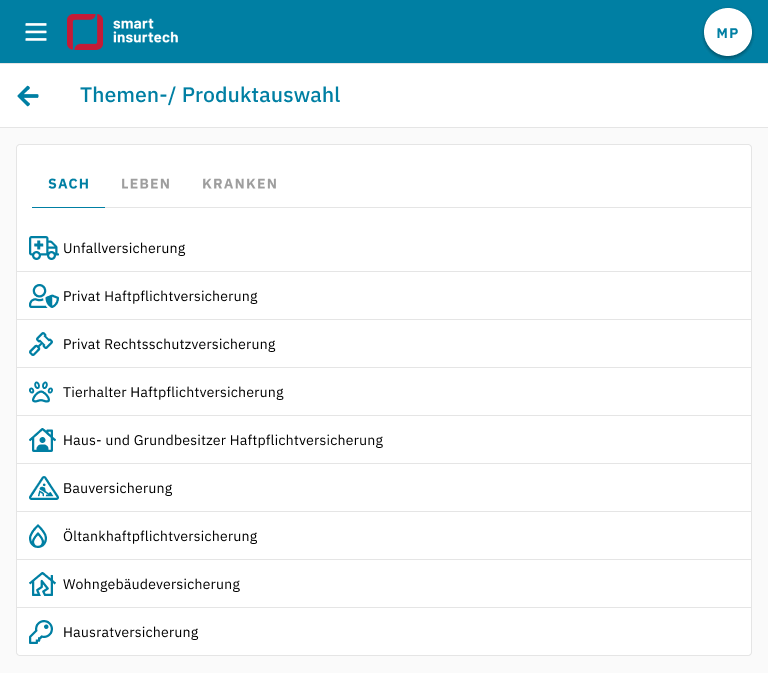 smart
insurtech
MP
Themen-/ Produktauswahl
SACH LEBEN KRANKEN
Unfallversicherung
Privat Haftpflichtversicherung
Privat Rechtsschutzversicherung
Tierhalter Haftpflichtversicherung
Haus- und Grundbesitzer Haftpflichtversicherung
Bauversicherung
Öltankhaftpflichtversicherung
Wohngebäudeversicherung
Hausratversicherung